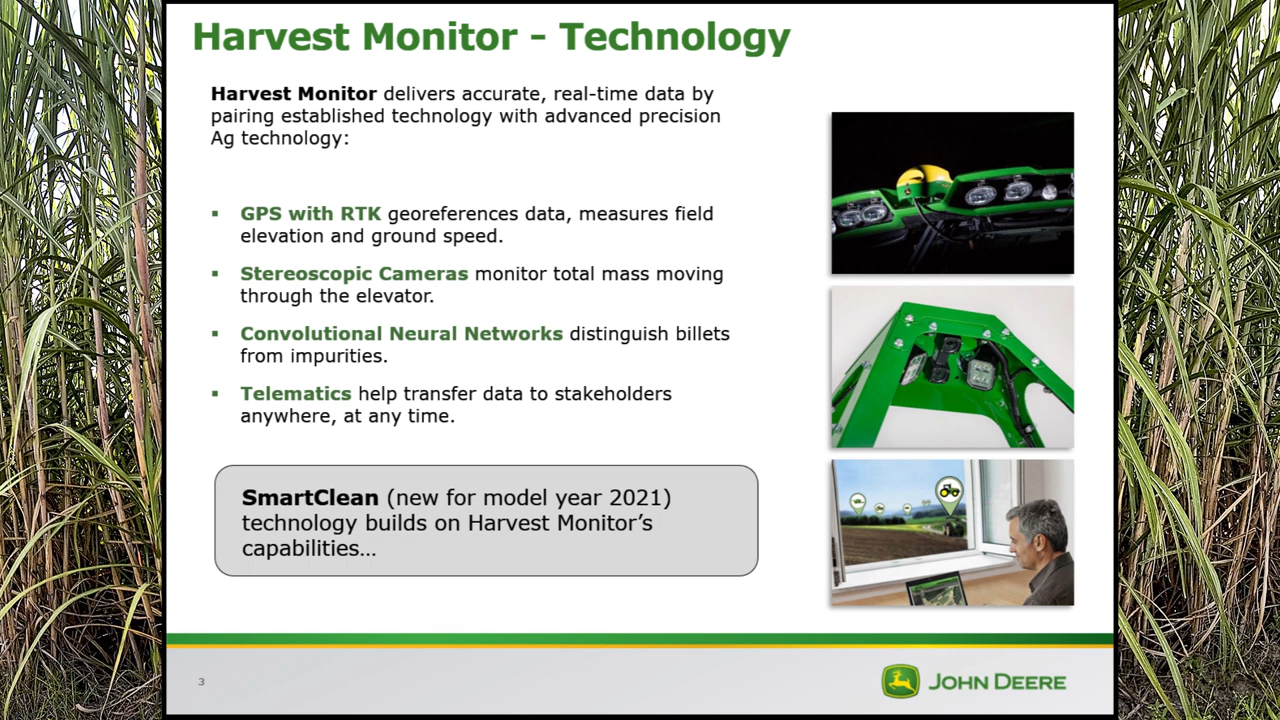 Harvest Monitor - Technology
Harvest Monitor delivers accurate, real-time data by
pairing established technology with advanced precision
Ag technology:
▪ GPS with RTK georeferences data, measures field
elevation and ground speed.
▪ Stereoscopic Cameras monitor total mass moving
through the elevator.
▪ Convolutional Neural Networks distinguish billets
from impurities.
▪ Telematics help transfer data to stakeholders
anywhere, at any time.
SmartClean (new for model year 2021)
technology builds on Harvest Monitor’s
capabilities…
3
JOHN DEERE